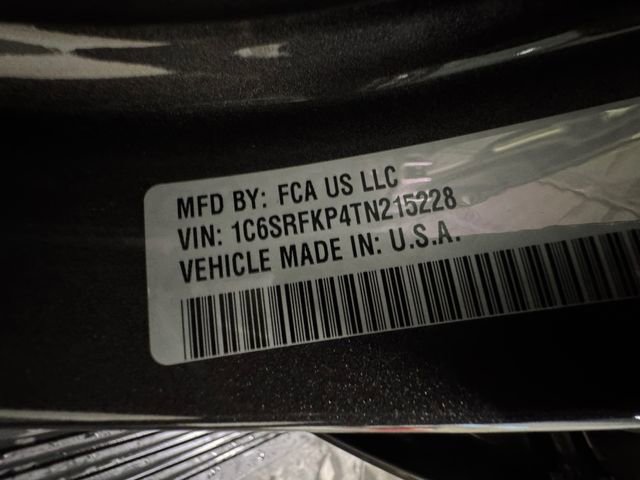 MFD BY: FCA US LLC
VIN: 1C6SRFKP4TN215228
VEHICLE MADE IN: U.S.A.